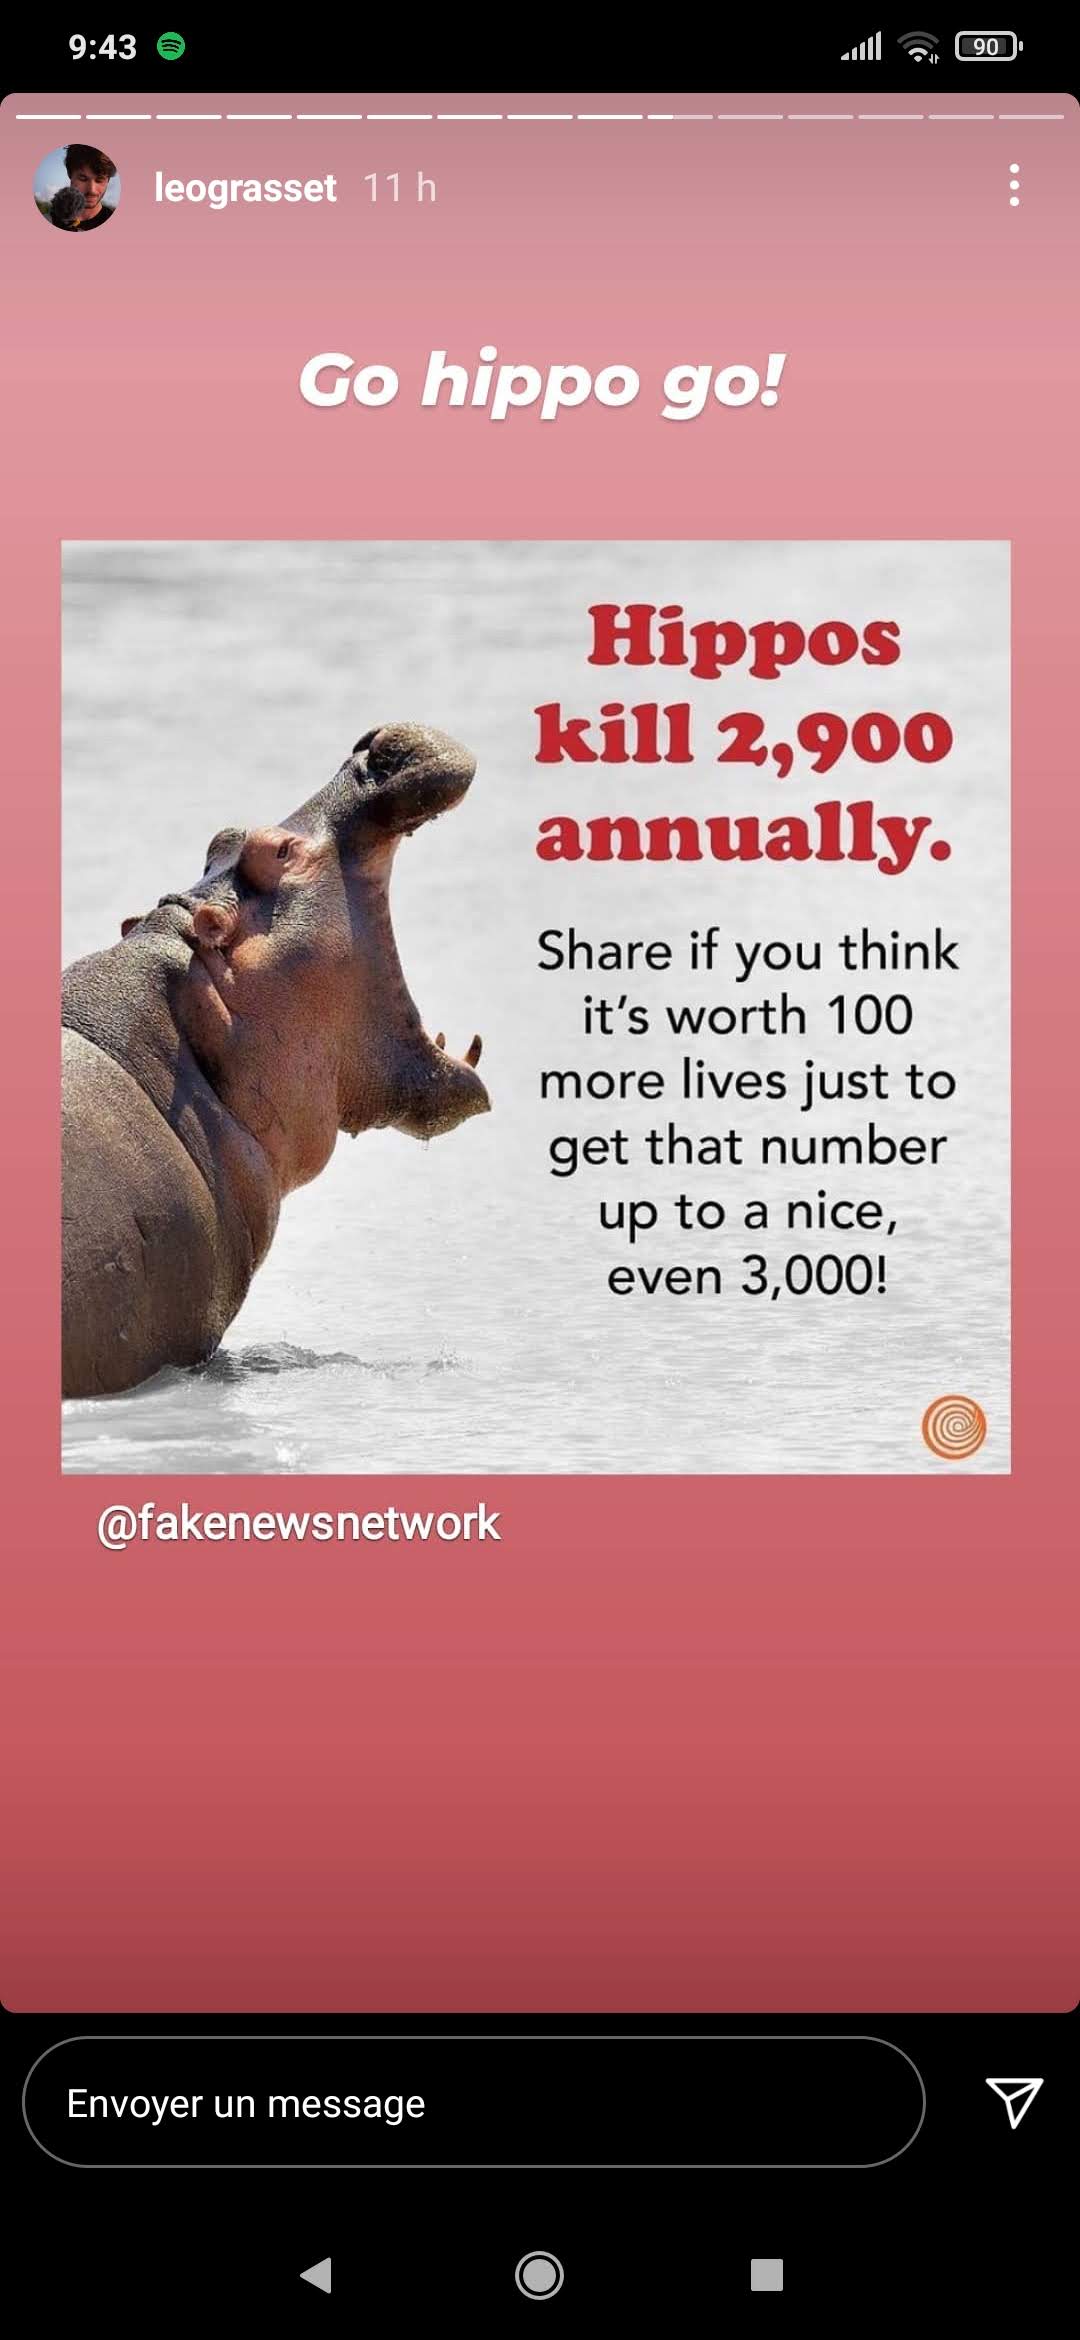 9:43
90
leograsset 11 h
Go hippo go!
Hippos
kill 2,900
annually.
Share if you think
it's worth 100
more lives just to
get that number
up to a nice,
even 3,000!
@fakenewsnetwork
Envoyer un message